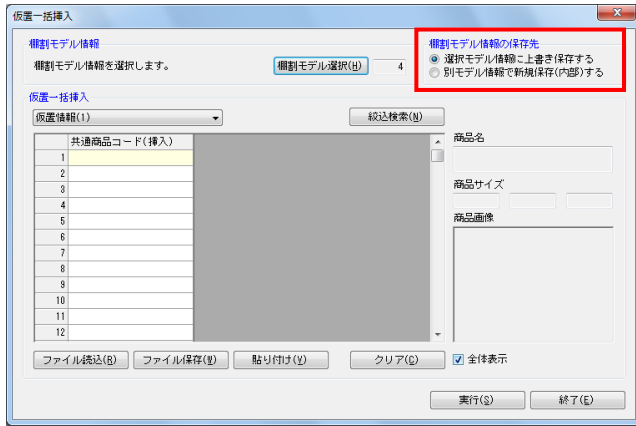 仮置一括挿入
棚割モデル情報
棚割モデル情報を選択します。
棚割モデル選択(H)
4
棚割モデル情報の保存先
選択モデル情報に上書き保存する
別モデル情報で新規保存(内部)する
仮置一括挿入
仮置情報(1)
絞込検索(N)
共通商品コード(挿入)
1
2
3
4
5
6
7
8
9
10
11
12
商品名
商品サイズ
商品画像
ファイル読込(R)
ファイル保存(W)
貼り付け(V)
クリア(C)
全体表示
実行(S)
終了(E)